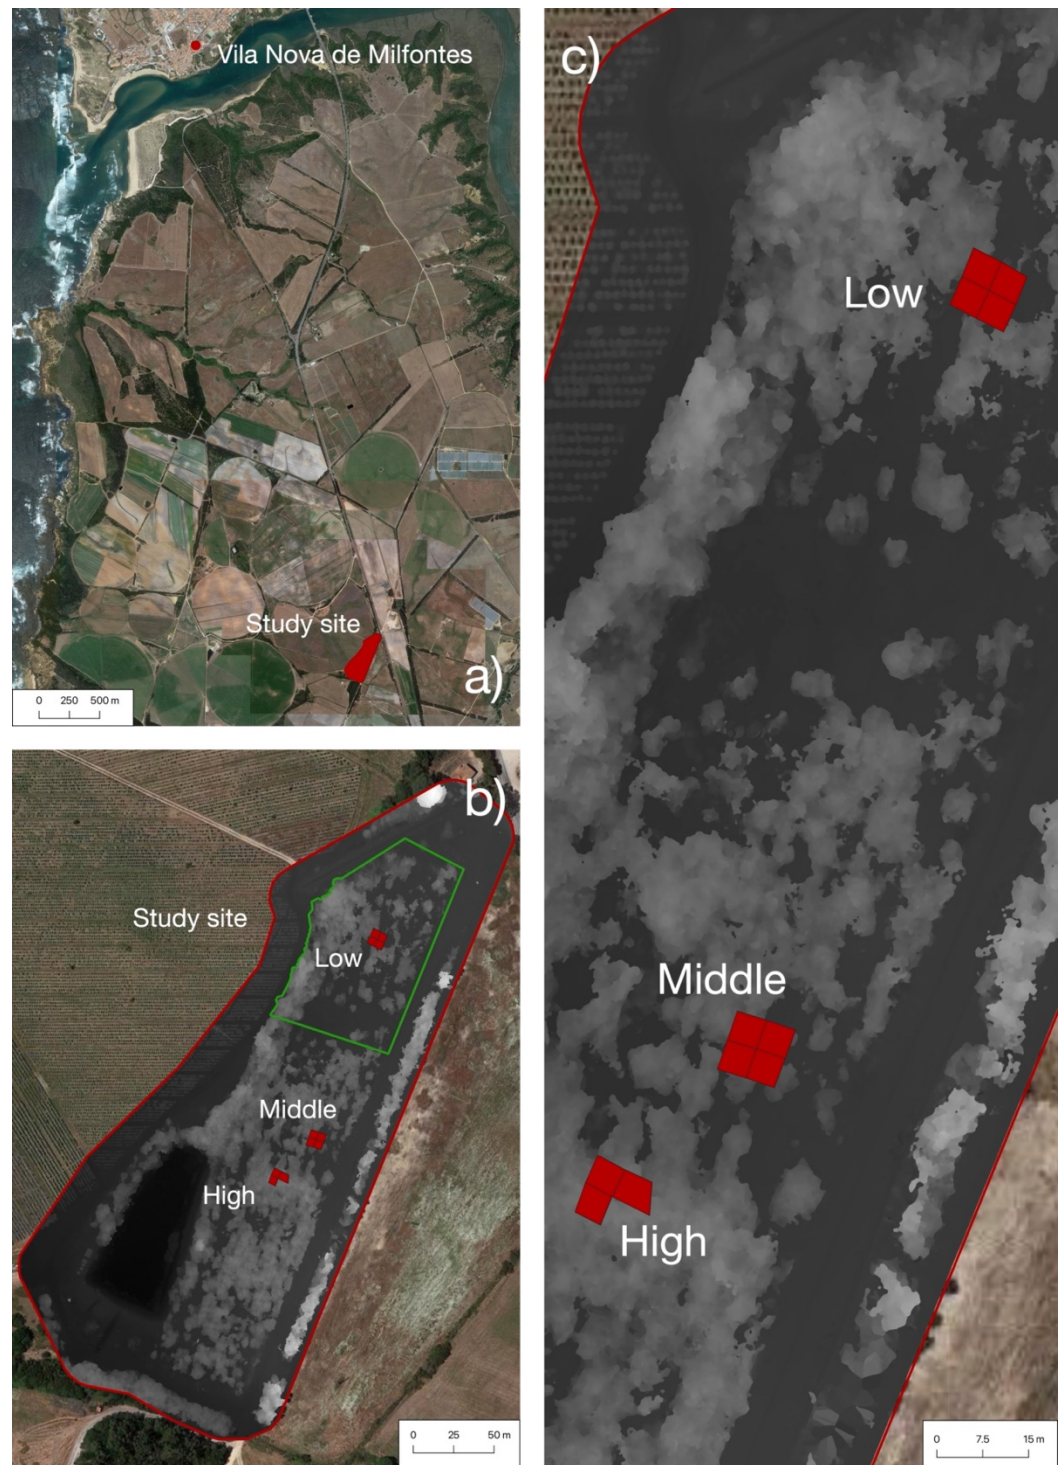 Vila Nova de Milfontes
Study site
a)
0 250 500 m
b)
Study site
Low
Middle
High
0 25 50 m
c)
Low
Middle
High
0 7.5 15 m